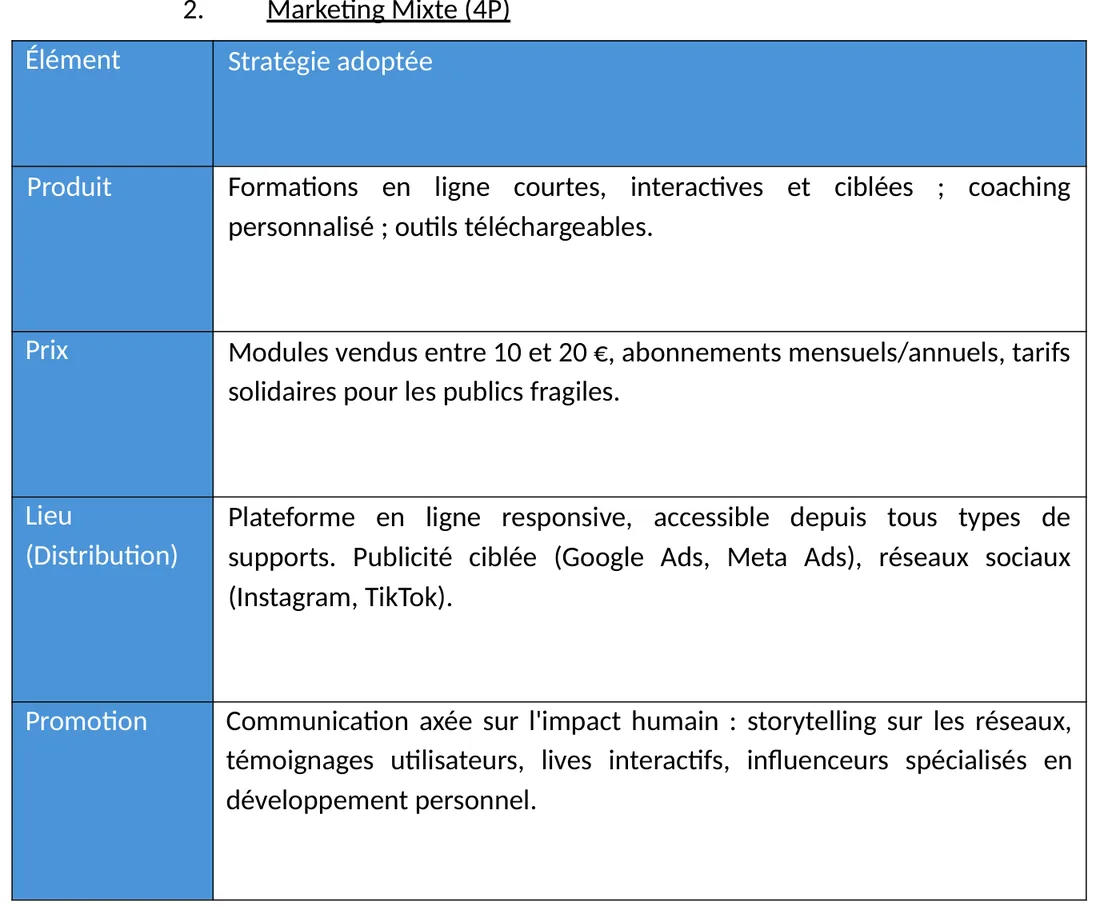 2. Marketing Mixte (4P)
Élément
Stratégie adoptée
Produit
Formations en ligne courtes, interactives et ciblées ; coaching
personnalisé ; outils téléchargeables.
Prix
Modules vendus entre 10 et 20 €, abonnements mensuels/annuels, tarifs
solidaires pour les publics fragiles.
Lieu
(Distribution)
Plateforme en ligne responsive, accessible depuis tous types de
supports. Publicité ciblée (Google Ads, Meta Ads), réseaux sociaux
(Instagram, TikTok).
Promotion
Communication axée sur l'impact humain : storytelling sur les réseaux,
témoignages utilisateurs, lives interactifs, influenceurs spécialisés en
développement personnel.